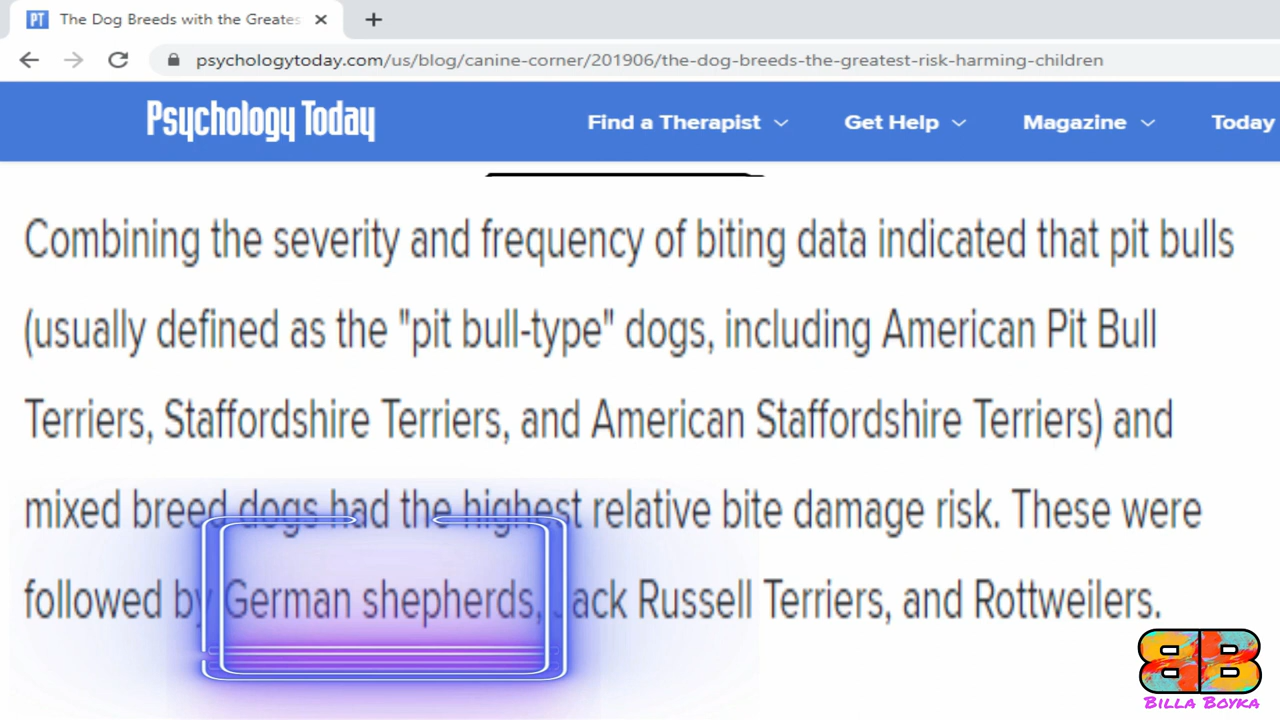 PT The Dog Breeds with the Greates
psychologytoday.com/us/blog/canine-corner/201906/the-dog-breeds-the-greatest-risk-harming-children
Psychology Today Find a Therapist Get Help Magazine Today
Combining the severity and frequency of biting data indicated that pit bulls
(usually defined as the "pit bull-type" dogs, including American Pit Bull
Terriers, Staffordshire Terriers, and American Staffordshire Terriers) and
mixed breed dogs had the highest relative bite damage risk. These were
followed by German shepherds, Jack Russell Terriers, and Rottweilers.
BB
BILLA BOYKA